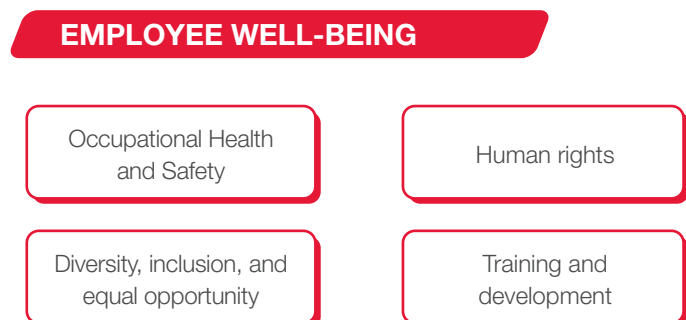 EMPLOYEE WELL-BEING
Occupational Health
and Safety
Human rights
Diversity, inclusion, and
equal opportunity
Training and
development